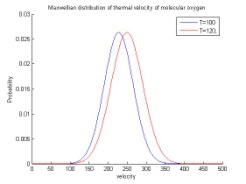 Maxwellian distribution of thermal velocity of molecular oxygen
T=100
T=120
0.03
0.025
0.02
0.015
0.01
0.005
0
Probability
0 50 100 150 200 250 300 350 400 450 500
velocity